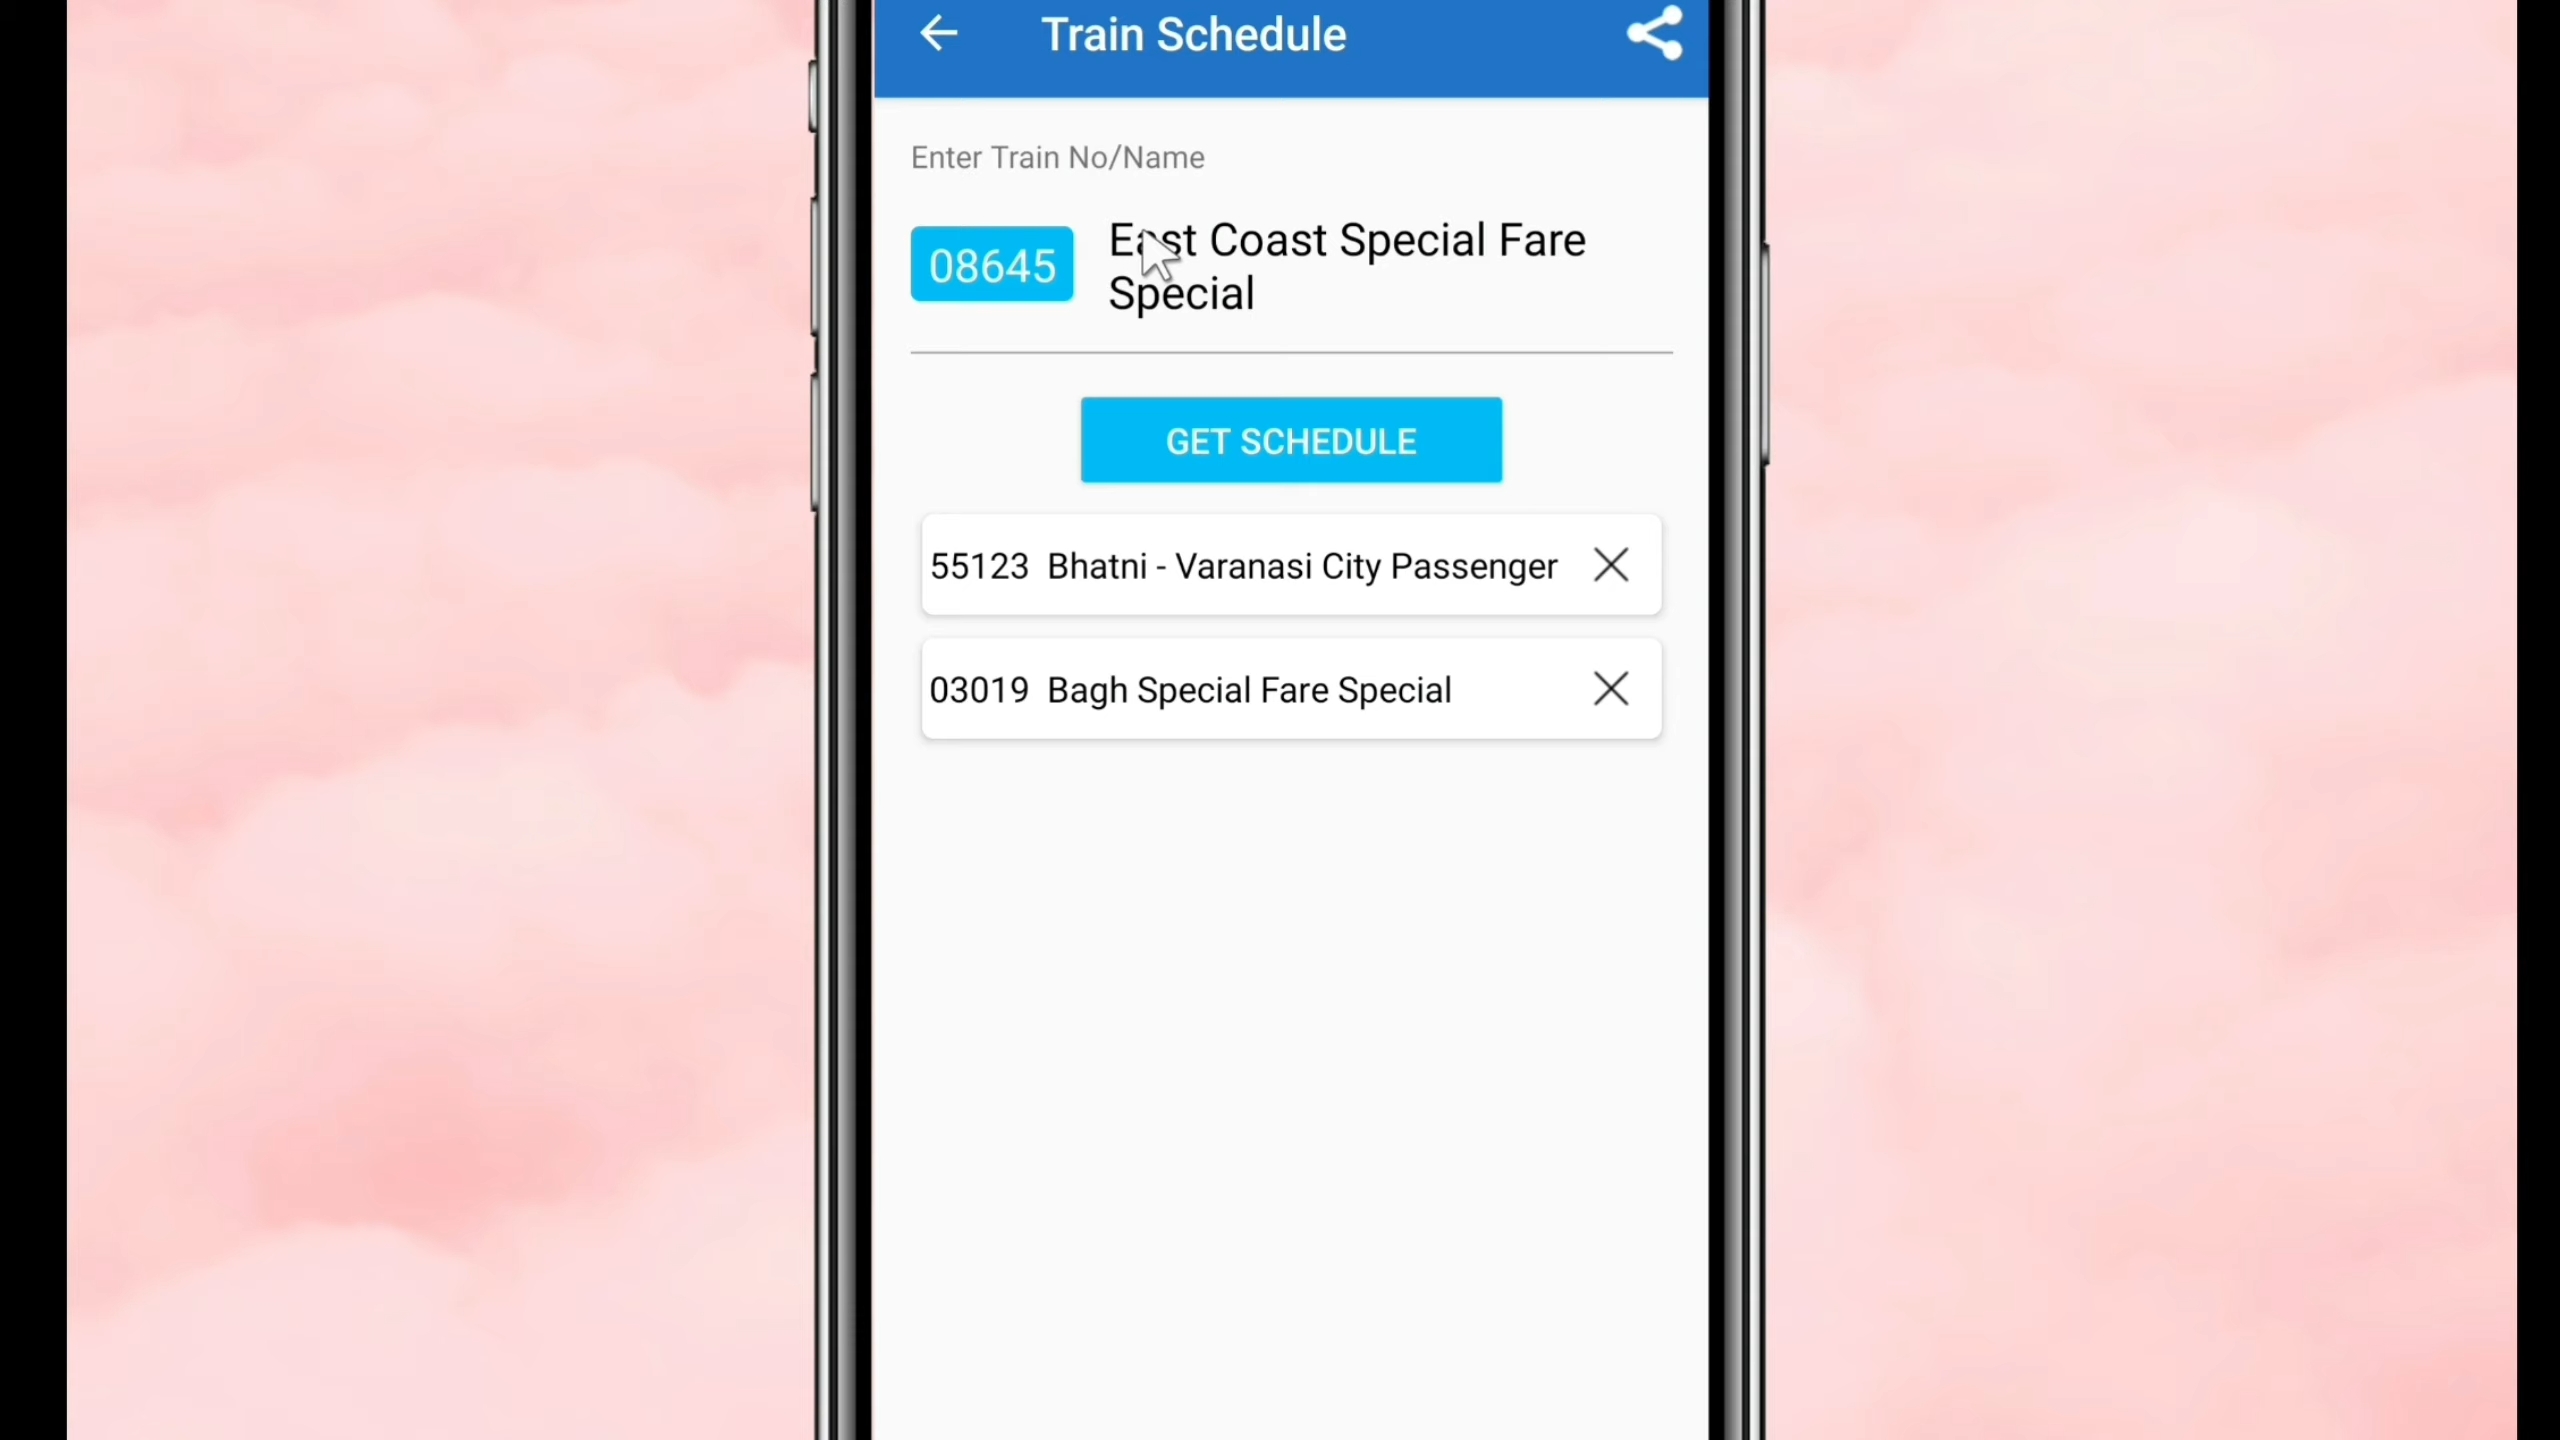 Train Schedule
Enter Train No/Name
08645
East Coast Special Fare
Special
GET SCHEDULE
55123 Bhatni - Varanasi City Passenger
03019 Bagh Special Fare Special